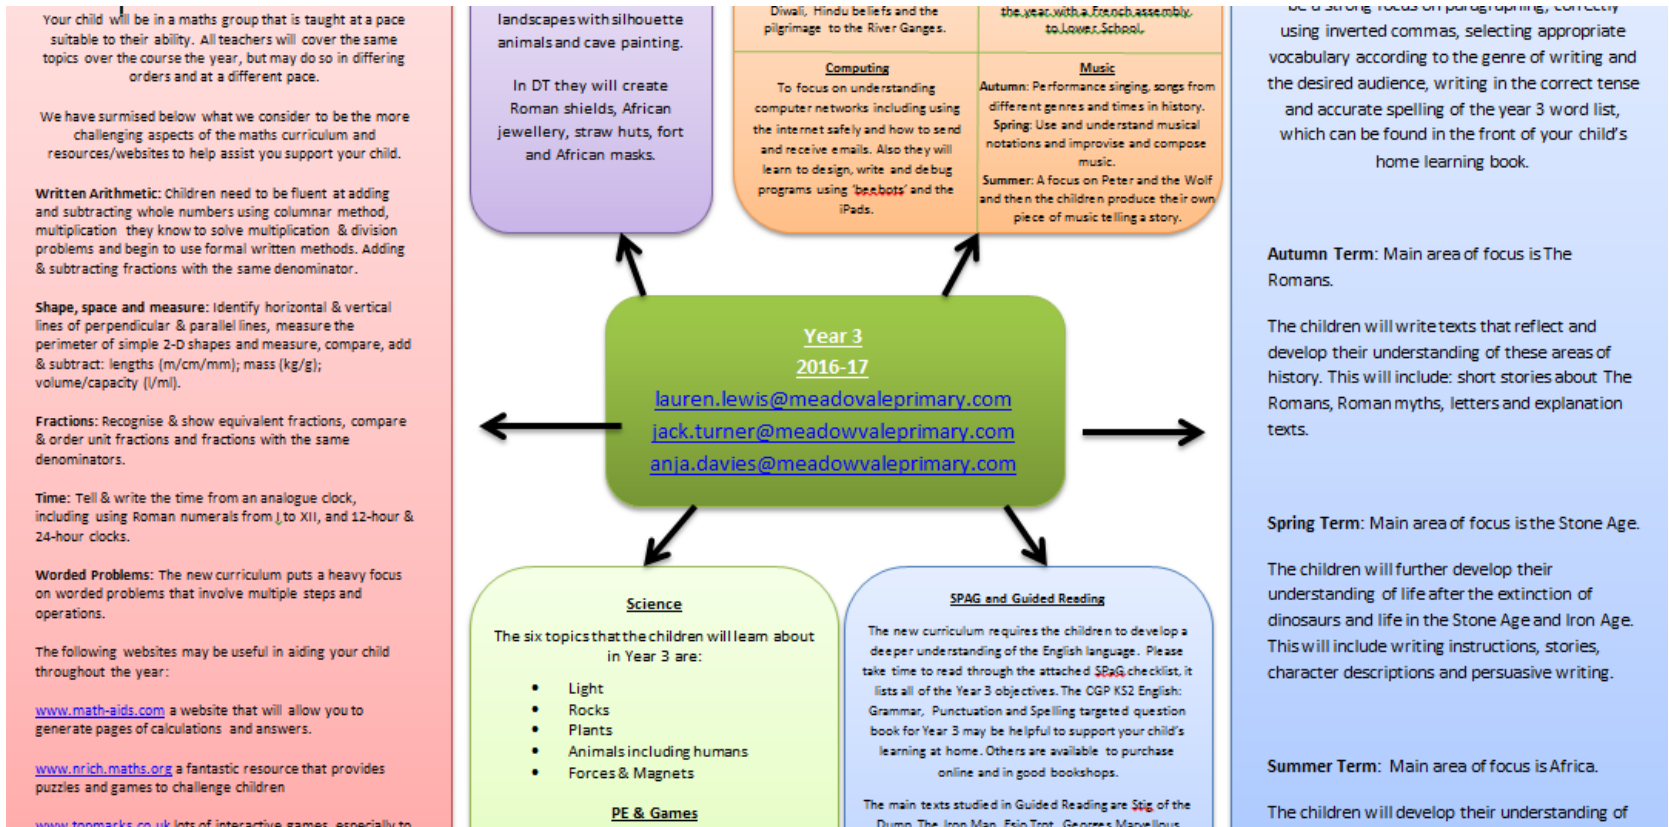 Your child will be in a maths group that is taught at a pace
suitable to their ability. All teachers will cover the same
topics over the course the year, but may do so in differing
orders and at a different pace.
We have surmised below what we consider to be the more
challenging aspects of the maths curriculum and
resources/websites to help assist you support your child.
Written Arithmetic: Children need to be fluent at adding
and subtracting whole numbers using columnar method,
multiplication they know to solve multiplication & division
problems and begin to use formal written methods. Adding
& subtracting fractions with the same denominator.
Shape, space and measure: Identify horizontal & vertical
lines of perpendicular & parallel lines, measure the
perimeter of simple 2-D shapes and measure, compare, add
& subtract: lengths (m/cm/mm); mass (kg/g);
volume/capacity (l/ml).
Fractions: Recognise & show equivalent fractions, compare
& order unit fractions and fractions with the same
denominators.
Time: Tell & write the time from an analogue clock,
including using Roman numerals from I to XII, and 12-hour &
24-hour clocks.
Worded Problems: The new curriculum puts a heavy focus
on worded problems that involve multiple steps and
operations.
The following websites may be useful in aiding your child
throughout the year:
www.math-aids.com a website that will allow you to
generate pages of calculations and answers.
www.nrich.maths.org a fantastic resource that provides
puzzles and games to challenge children
www.topmarks.co.uk lots of interactive games, especially to
landscapes with silhouette
animals and cave painting.
In DT they will create
Roman shields, African
jewellery, straw huts, fort
and African masks.
Diwali, Hindu beliefs and the
pilgrimage to the River Ganges.
the year with a French assembly
to Lower School.
Computing
To focus on understanding
computer networks including using
the internet safely and how to send
and receive emails. Also they will
learn to design, write and debug
programs using 'beebots' and the
iPads.
Music
Autumn: Performance singing, songs from
different genres and times in history.
Spring: Use and understand musical
notations and improvise and compose
music.
Summer: A focus on Peter and the Wolf
and then the children produce their own
piece of music telling a story.
Year 3
2016-17
lauren.lewis@meadovaleprimary.com
jack.turner@meadowvaleprimary.com
anja.davies@meadowvaleprimary.com
Science
The six topics that the children will learn about
in Year 3 are:
• Light
• Rocks
• Plants
• Animals including humans
• Forces & Magnets
PE & Games
SPAG and Guided Reading
The new curriculum requires the children to develop a
deeper understanding of the English language. Please
take time to read through the attached SPaG checklist, it
lists all of the Year 3 objectives. The CGP KS2 English:
Grammar, Punctuation and Spelling targeted question
book for Year 3 may be helpful to support your child's
learning at home. Others are available to purchase
online and in good bookshops.
The main texts studied in Guided Reading are Stig of the
Dump, The Iron Man, Esio Trot, Georges Marvellous
be a strong focus on paragraphing, correctly
using inverted commas, selecting appropriate
vocabulary according to the genre of writing and
the desired audience, writing in the correct tense
and accurate spelling of the year 3 word list,
which can be found in the front of your child's
home learning book.
Autumn Term: Main area of focus is The
Romans.
The children will write texts that reflect and
develop their understanding of these areas of
history. This will include: short stories about The
Romans, Roman myths, letters and explanation
texts.
Spring Term: Main area of focus is the Stone Age.
The children will further develop their
understanding of life after the extinction of
dinosaurs and life in the Stone Age and Iron Age.
This will include writing instructions, stories,
character descriptions and persuasive writing.
Summer Term: Main area of focus is Africa.
The children will develop their understanding of